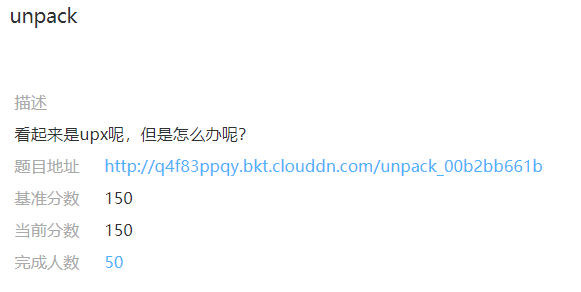 unpack
描述
看起来是upx呢，但是怎么办呢？
题目地址 http://q4f83ppqy.bkt.clouddn.com/unpack_00b2bb661b
基准分数 150
当前分数 150
完成人数 50